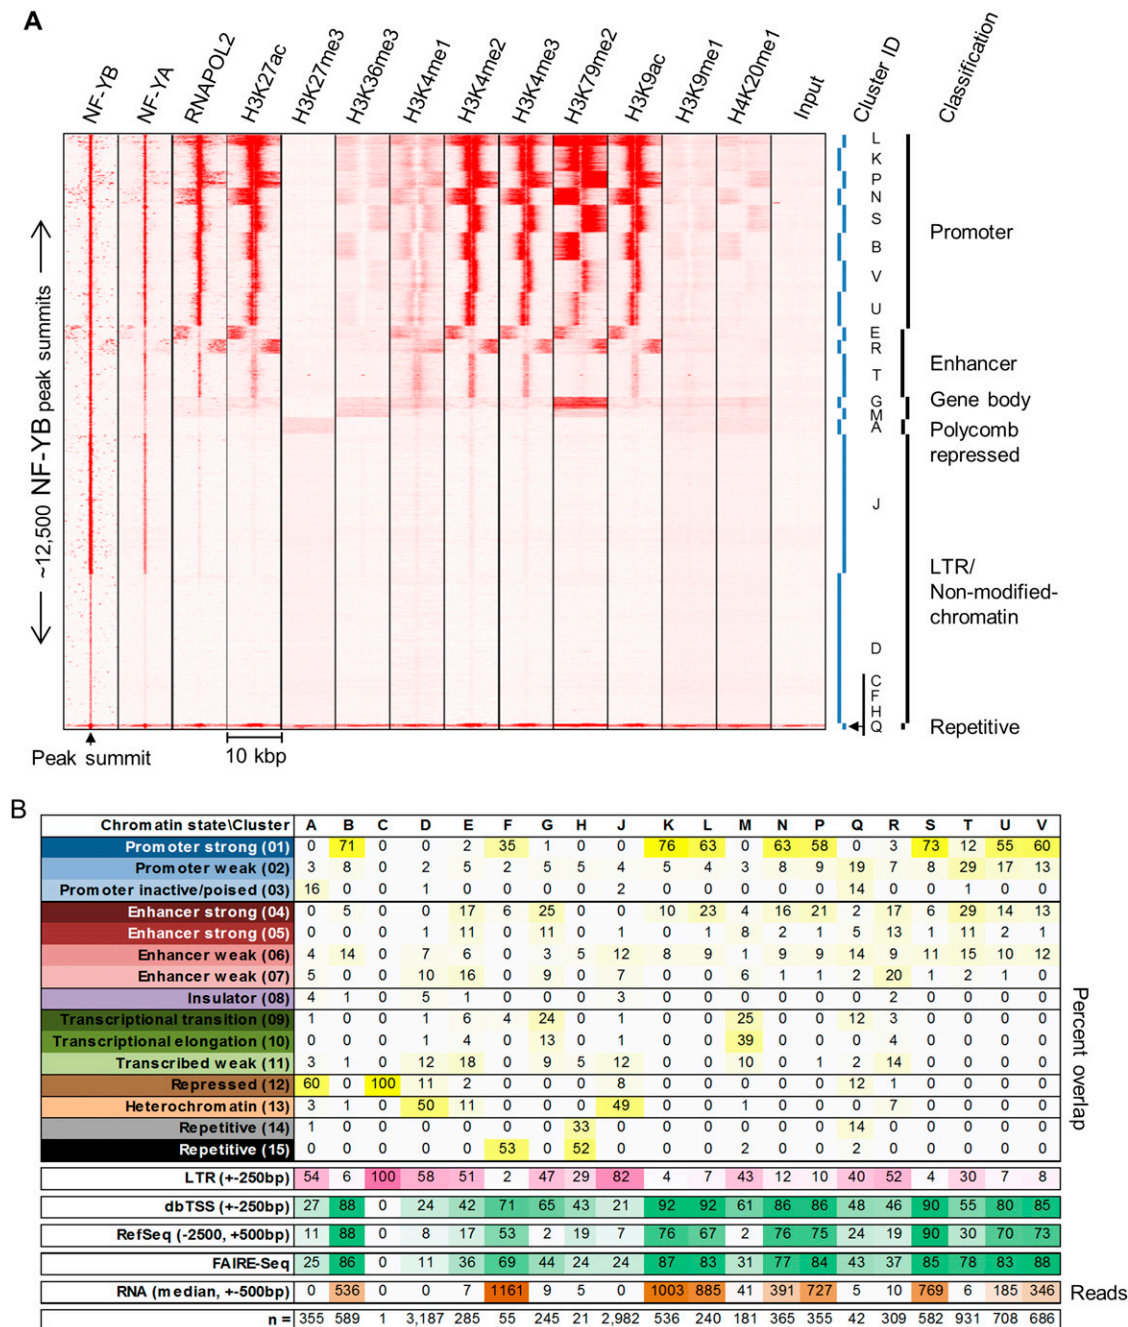 A
NF-YB NF-YA RNAPOL2 H3K27ac H3K27me3 H3K36me3 H3K4me1 H3K4me2 H3K4me3 H3K79me2 H3K9ac H3K9me1 H4K20me1 Input Cluster ID Classification
~12,500 NF-YB peak summits
L
K
P
N
S
B
V
U
E
R
T
G
M
A
J
D
C
F
H
Q
Promoter
Enhancer
Gene body
Polycomb
repressed
LTR/
Non-modified-
chromatin
Repetitive
Peak summit
10 kbp
B
Chromatin state\Cluster A B C D E F G H J K L M N P Q R S T U V
Promoter strong (01) 0 71 0 0 2 35 1 0 0 76 63 0 63 58 0 3 73 12 55 60
Promoter weak (02) 3 8 0 2 5 2 5 5 4 5 4 3 8 9 19 7 8 29 17 13
Promoter inactive/poised (03) 16 0 0 1 0 0 0 0 2 0 0 0 0 0 14 0 0 1 0 0
Enhancer strong (04) 0 5 0 0 17 6 25 0 0 10 23 4 16 21 2 17 6 29 14 13
Enhancer strong (05) 0 0 0 1 11 0 11 0 1 0 1 8 2 1 5 13 1 11 2 1
Enhancer weak (06) 4 14 0 7 6 0 3 5 12 8 9 1 9 9 14 9 11 15 10 12
Enhancer weak (07) 5 0 0 10 16 0 9 0 7 0 0 6 1 1 2 20 1 2 1 0
Insulator (08) 4 1 0 5 1 0 0 0 3 0 0 0 0 0 0 2 0 0 0 0
Transcriptional transition (09) 1 0 0 1 6 4 24 0 1 0 0 25 0 0 12 3 0 0 0 0
Transcriptional elongation (10) 0 0 0 1 4 0 13 0 1 0 0 39 0 0 0 4 0 0 0 0
Transcribed weak (11) 3 1 0 12 18 0 9 5 12 0 0 10 0 1 2 14 0 0 0 0
Repressed (12) 60 0 100 11 2 0 0 0 8 0 0 0 0 0 12 1 0 0 0 0
Heterochromatin (13) 3 1 0 50 11 0 0 0 49 0 0 1 0 0 0 7 0 0 0 0
Repetitive (14) 1 0 0 0 0 0 0 33 0 0 0 0 0 0 14 0 0 0 0 0
Repetitive (15) 0 0 0 0 0 53 0 52 0 0 0 2 0 0 2 0 0 0 0 0
Percent overlap
LTR (+-250bp) 54 6 100 58 51 2 47 29 82 4 7 43 12 10 40 52 4 30 7 8
dbTSS (+-250bp) 27 88 0 24 42 71 65 43 21 92 92 61 86 86 48 46 90 55 80 85
RefSeq (-2500, +500bp) 11 88 0 8 17 53 2 19 7 76 67 2 76 75 24 19 90 30 70 73
FAIRE-Seq 25 86 0 11 36 69 44 24 24 87 83 31 77 84 43 37 85 78 83 88
RNA (median, +-500bp) 0 536 0 0 7 1161 9 5 0 1003 885 41 391 727 5 10 769 6 185 346 Reads
n = 355 589 1 3,187 285 55 245 21 2,982 536 240 181 365 355 42 309 582 931 708 686